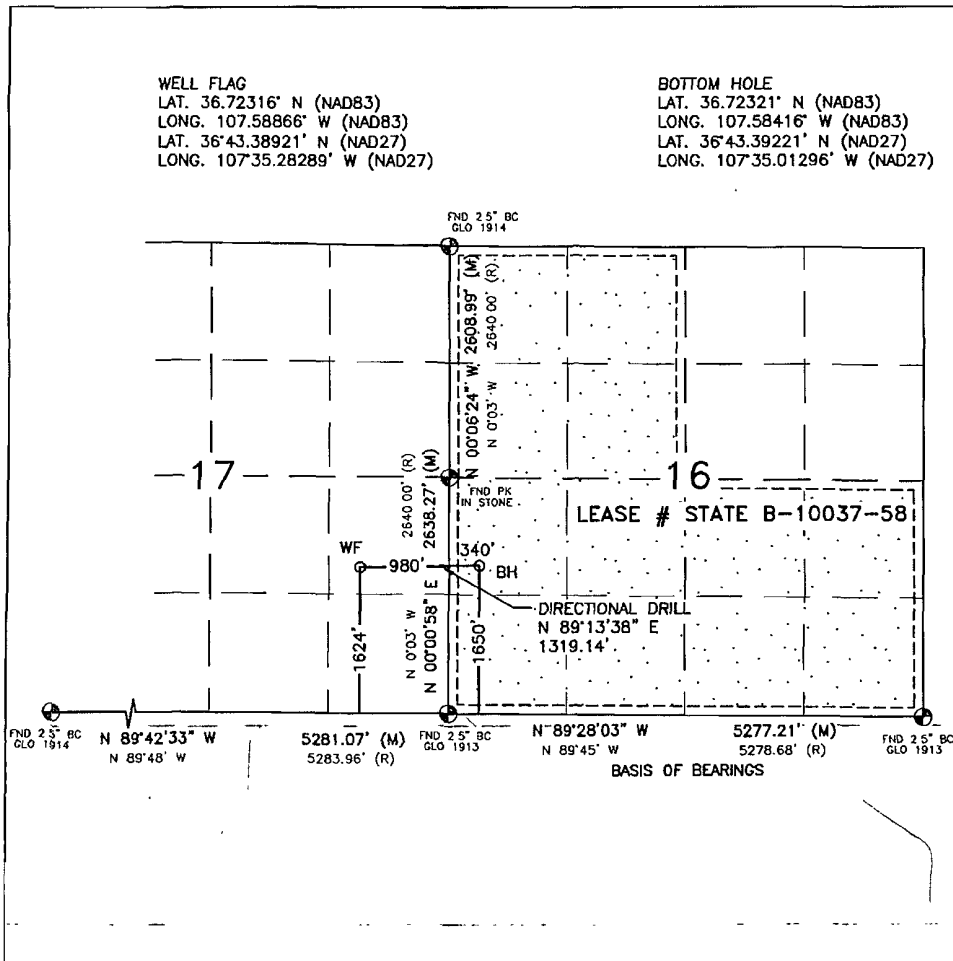 WELL FLAG
LAT. 36.72316° N (NAD83)
LONG. 107.58866° W (NAD83)
LAT. 36°43.38921' N (NAD27)
LONG. 107°35.28289' W (NAD27)
BOTTOM HOLE
LAT. 36.72321° N (NAD83)
LONG. 107.58416° W (NAD83)
LAT. 36°43.39221' N (NAD27)
LONG. 107°35.01296' W (NAD27)
FND 2.5" BC
GLO 1914
N 00°06'24" W 2608.99' (M)
N 0°03' W 2640.00' (R)
17
16
FND PK
IN STONE
LEASE # STATE B-10037-58
2640.00' (R)
2638.27' (M)
N 0°03' W
N 00°00'58" E
WF
980'
340'
BH
1624'
1650'
DIRECTIONAL DRILL
N 89°13'38" E
1319.14'
FND 2.5" BC
GLO 1914
N 89°42'33" W 5281.07' (M)
N 89°48' W 5283.96' (R)
FND 2.5" BC
GLO 1913
N 89°28'03" W 5277.21' (M)
N 89°45' W 5278.68' (R)
BASIS OF BEARINGS
FND 2.5" BC
GLO 1913